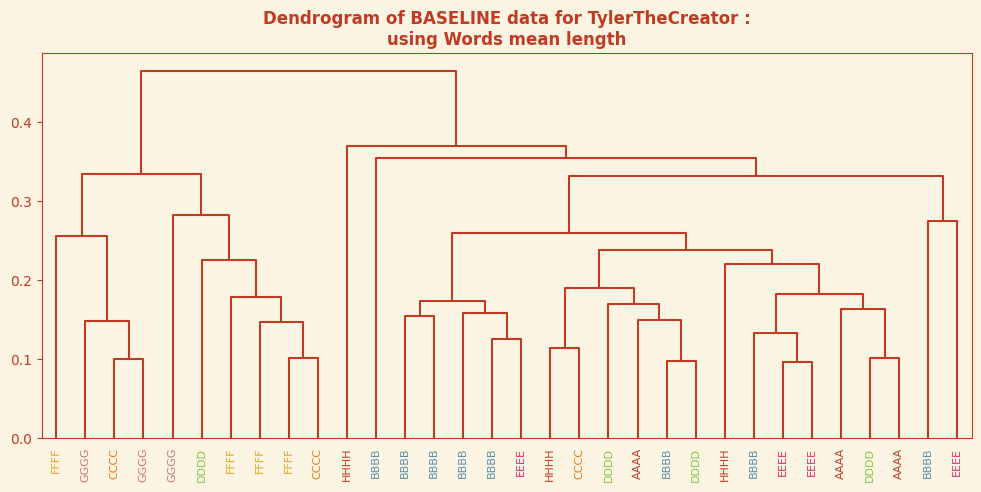 Dendrogram of BASELINE data for TylerTheCreator :
using Words mean length
0.4
0.3
0.2
0.1
0.0
FFFF GGGG CCCC GGGG GGGG DDDD FFFF FFFF FFFF CCCC HHHH BBBB BBBB BBBB BBBB BBBB EEEE HHHH CCCC DDDD AAAA BBBB DDDD HHHH BBBB EEEE EEEE AAAA DDDD AAAA BBBB EEEE